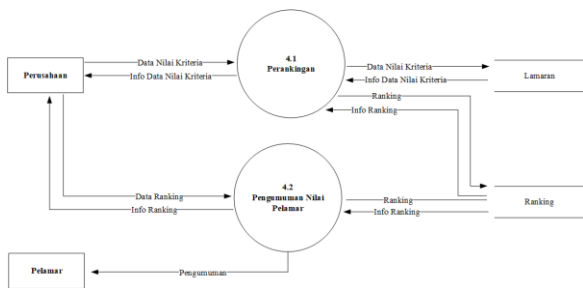 4.1
Perankingan
Data Nilai Kriteria
Info Data Nilai Kriteria
Perusahaan
Data Nilai Kriteria
Info Data Nilai Kriteria
Lamaran
Ranking
Info Ranking
4.2
Pengumuman Nilai
Pelamar
Data Ranking
Info Ranking
Ranking
Info Ranking
Ranking
Pelamar
Pengumuman